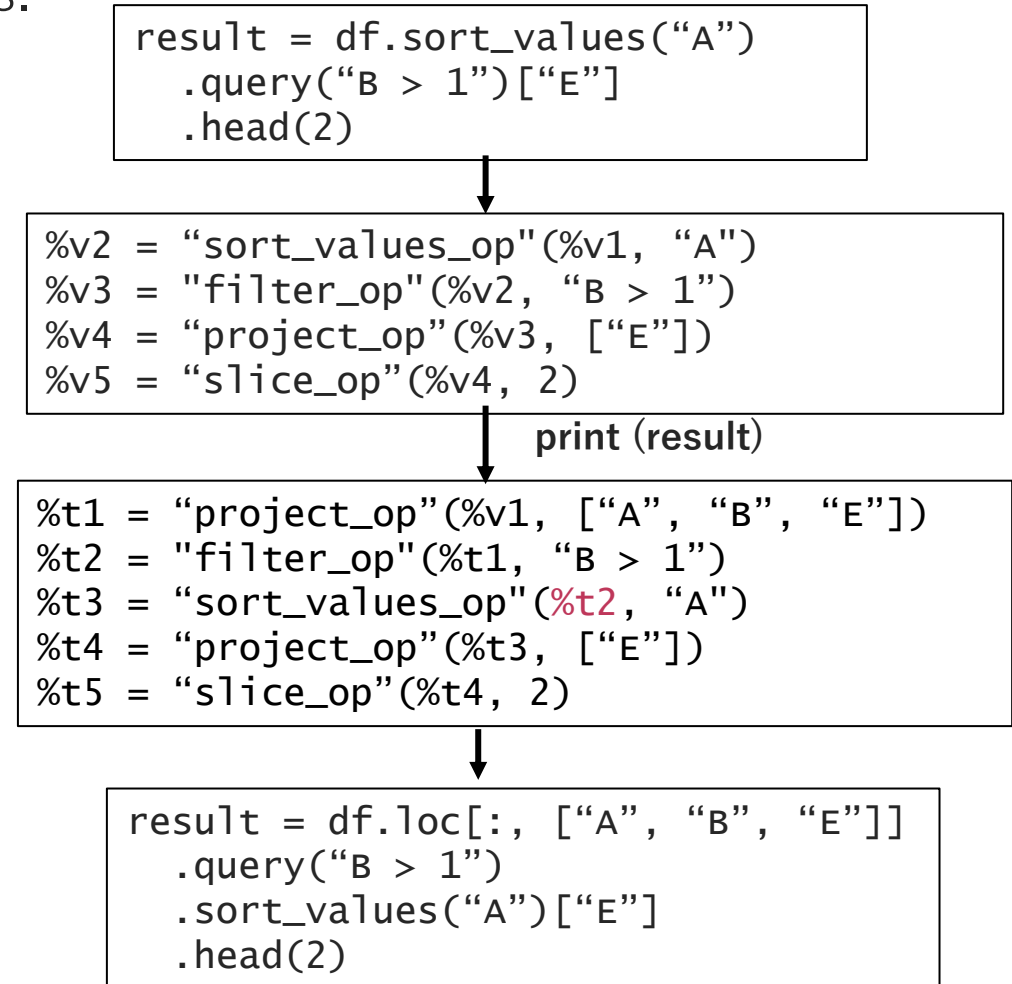 result = df.sort_values(“A”)
.query(“B > 1”)[“E”]
.head(2)
%v2 = “sort_values_op"(%v1, “A")
%v3 = "filter_op"(%v2, “B > 1”)
%v4 = “project_op”(%v3, [“E”])
%v5 = “slice_op”(%v4, 2)
print (result)
%t1 = “project_op”(%v1, [“A”, “B”, “E”])
%t2 = "filter_op"(%t1, “B > 1”)
%t3 = “sort_values_op"(%t2, “A")
%t4 = “project_op”(%t3, [“E”])
%t5 = “slice_op”(%t4, 2)
result = df.loc[:, [“A”, “B”, “E”]]
.query(“B > 1”)
.sort_values(“A”)[“E”]
.head(2)